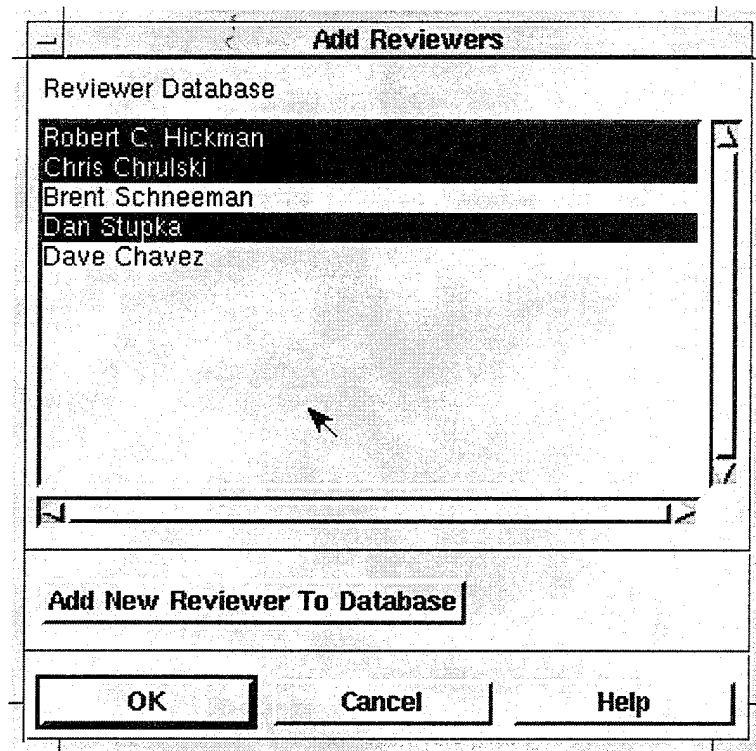 Add Reviewers
Reviewer Database
Robert C. Hickman
Chris Chrulski
Brent Schneeman
Dan Stupka
Dave Chavez
Add New Reviewer To Database
OK
Cancel
Help